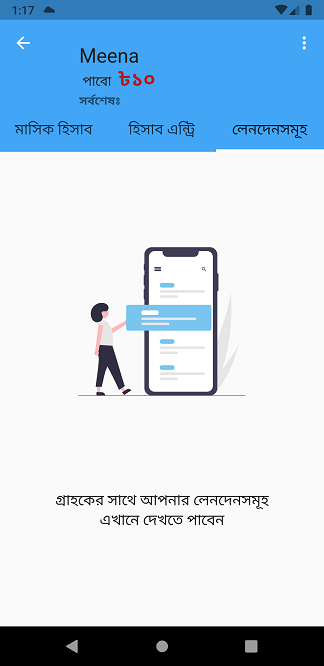 1:17
Meena
পাবো ৳১০
সর্বশেষঃ
মাসিক হিসাব হিসাব এন্ট্রি লেনদেনসমূহ
গ্রাহকের সাথে আপনার লেনদেনসমূহ
এখানে দেখতে পাবেন